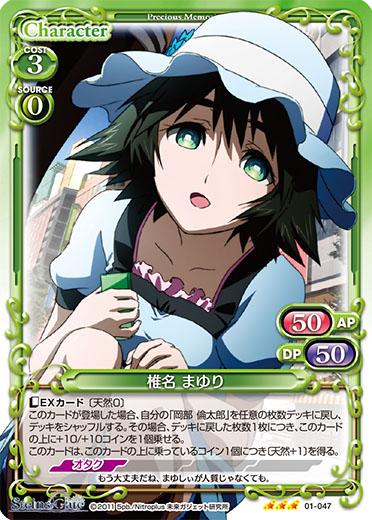 Precious Memo
Character
COST
3
SOURCE
0
50 AP
DP 50
椎名 まゆり
EXカード [天然0]
このカードが登場した場合、自分の「岡部 倫太郎」を任意の枚数デッキに戻し、
デッキをシャッフルする。その場合、デッキに戻した枚数1枚につき、このカード
の上に+10/+10コインを1個乗せる。
このカードは、このカードの上に乗っているコイン1個につき[天然+1]を得る。
オタク
もう大丈夫だね、まゆしぃが人質じゃなくても。
Steins;Gate
©2011 5pb./Nitroplus 未来ガジェット研究所
★★★ 01-047